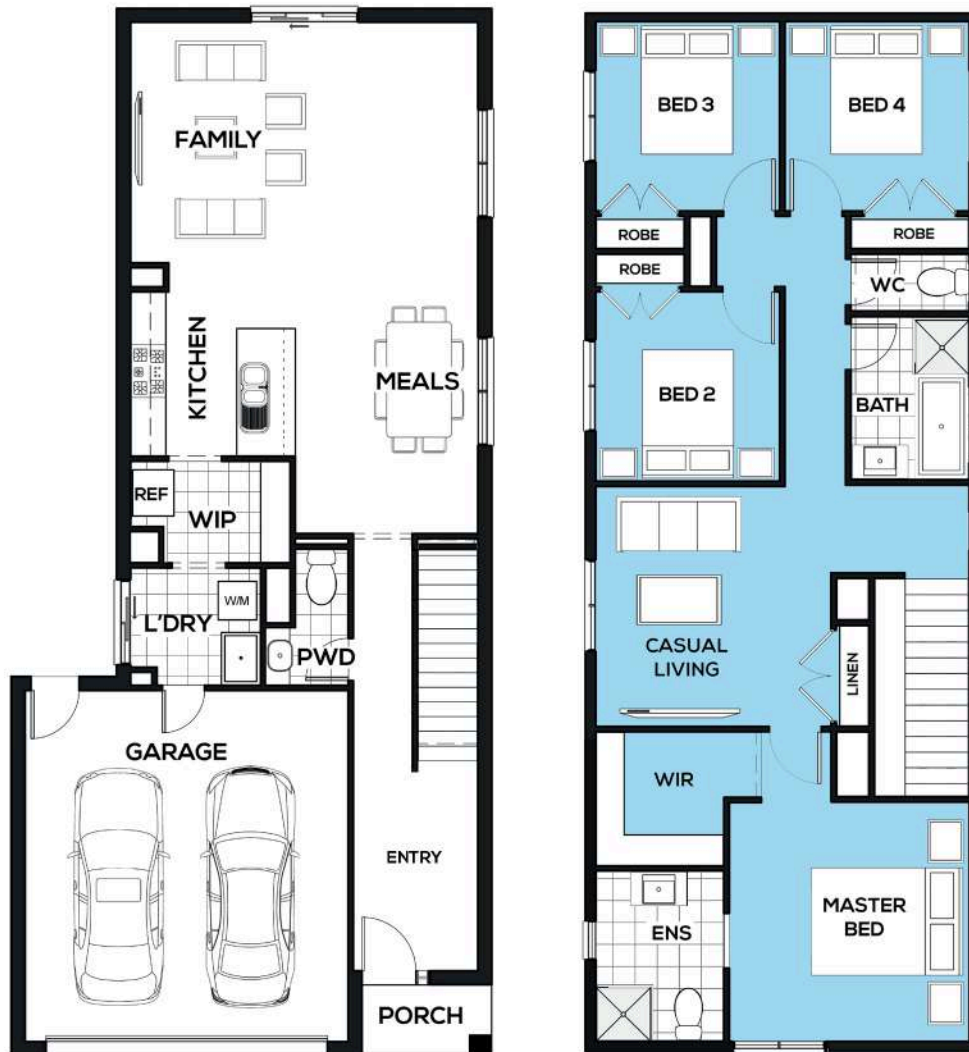 FAMILY
KITCHEN
MEALS
REF
WIP
W/M
L'DRY
PWD
GARAGE
ENTRY
PORCH
BED 3
BED 4
ROBE
ROBE
ROBE
WC
BED 2
BATH
CASUAL
LIVING
LINEN
WIR
MASTER
BED
ENS